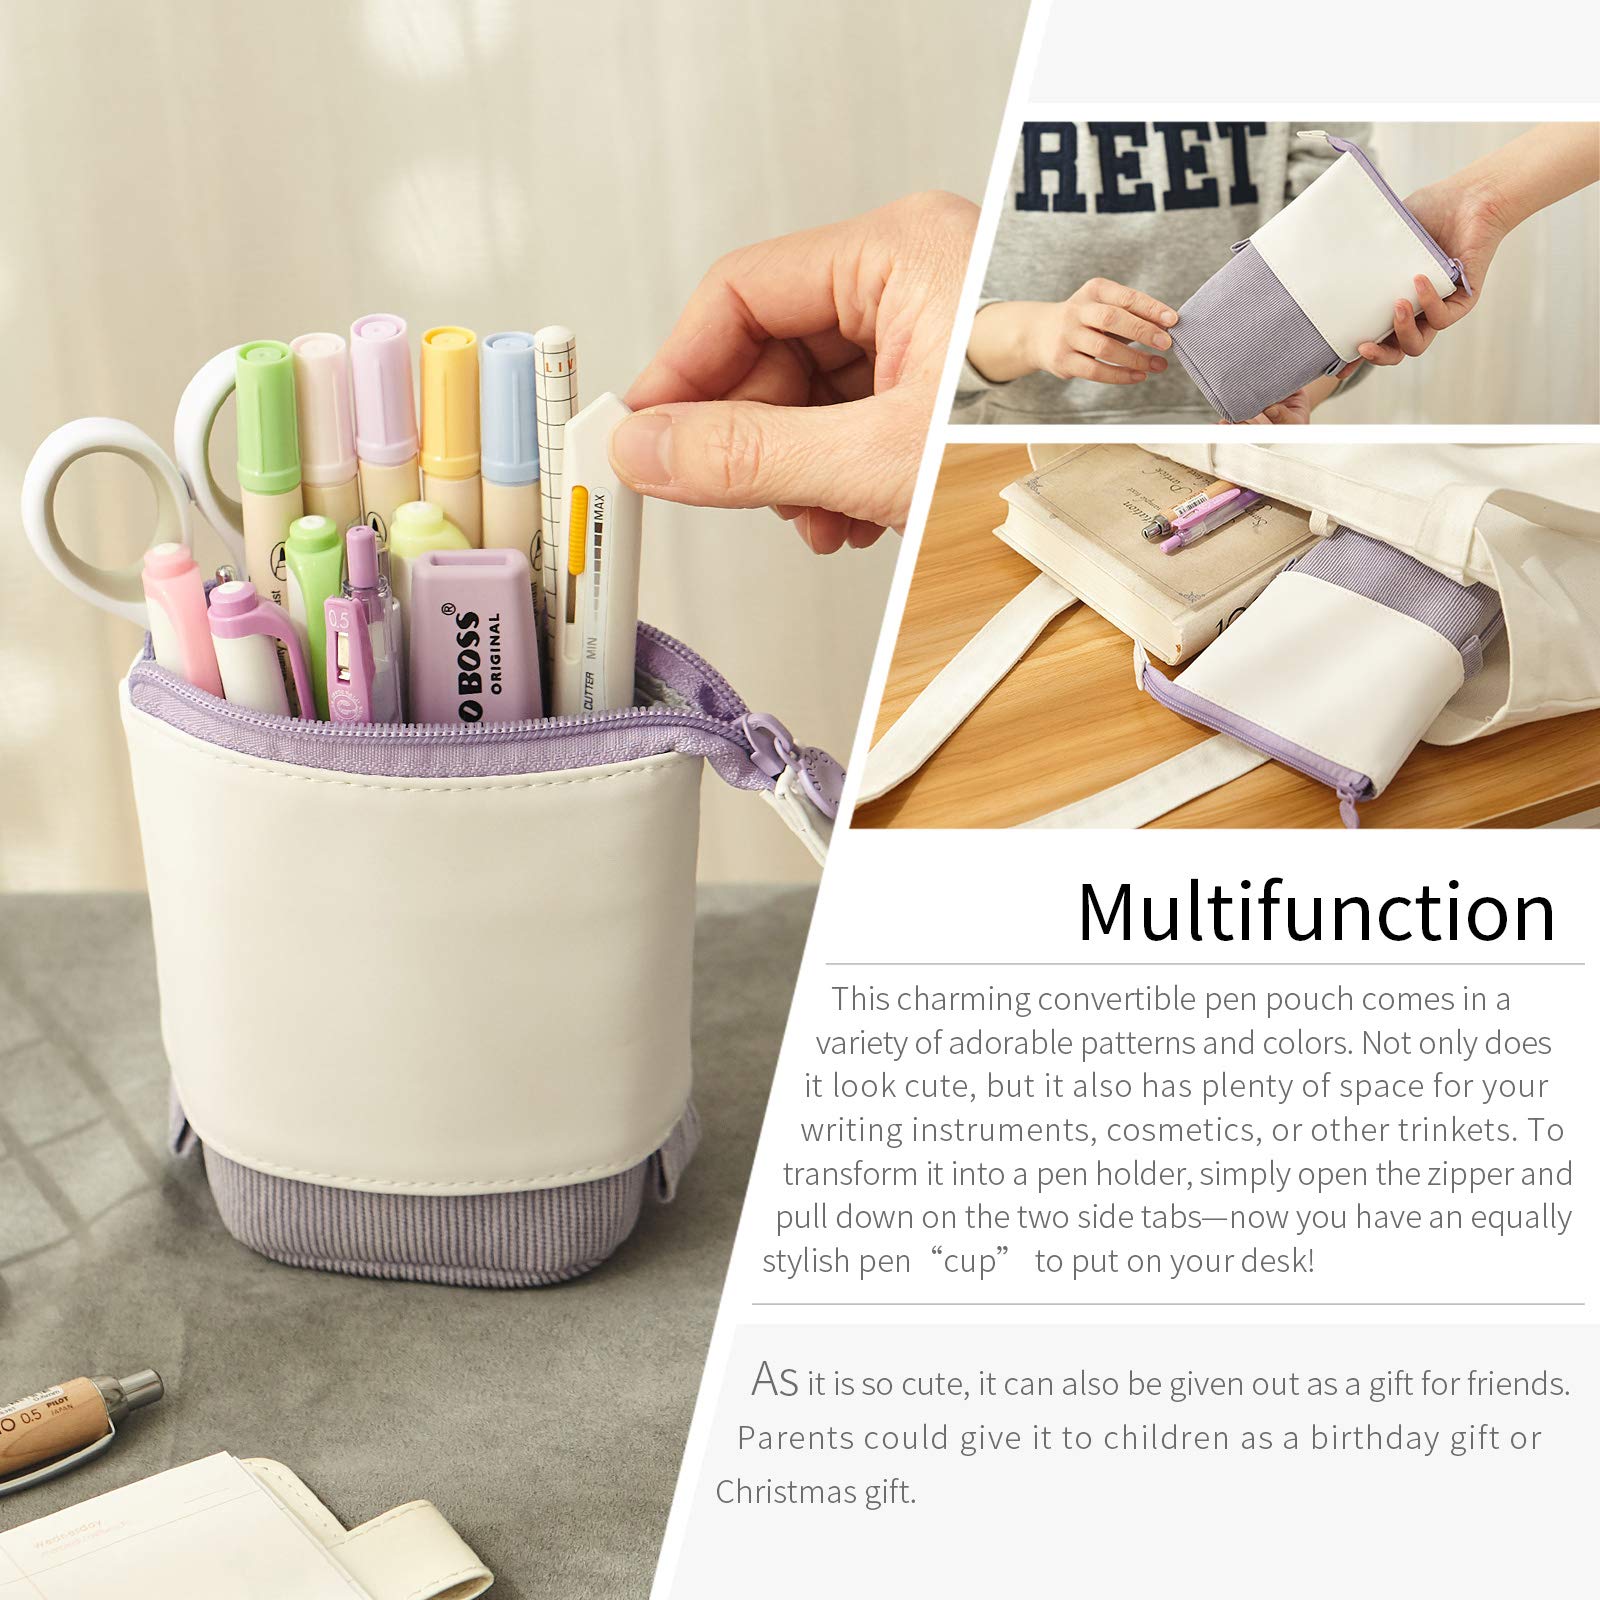 REET
LIV
MAX
0.5
BOSS®
ORIGINAL
MIN
CUTTER
Multifunction
This charming convertible pen pouch comes in a
variety of adorable patterns and colors. Not only does
it look cute, but it also has plenty of space for your
writing instruments, cosmetics, or other trinkets. To
transform it into a pen holder, simply open the zipper and
pull down on the two side tabs—now you have an equally
stylish pen “cup” to put on your desk!
As it is so cute, it can also be given out as a gift for friends.
Parents could give it to children as a birthday gift or
Christmas gift.
0.5 PILOT
JAPAN
Wednesday